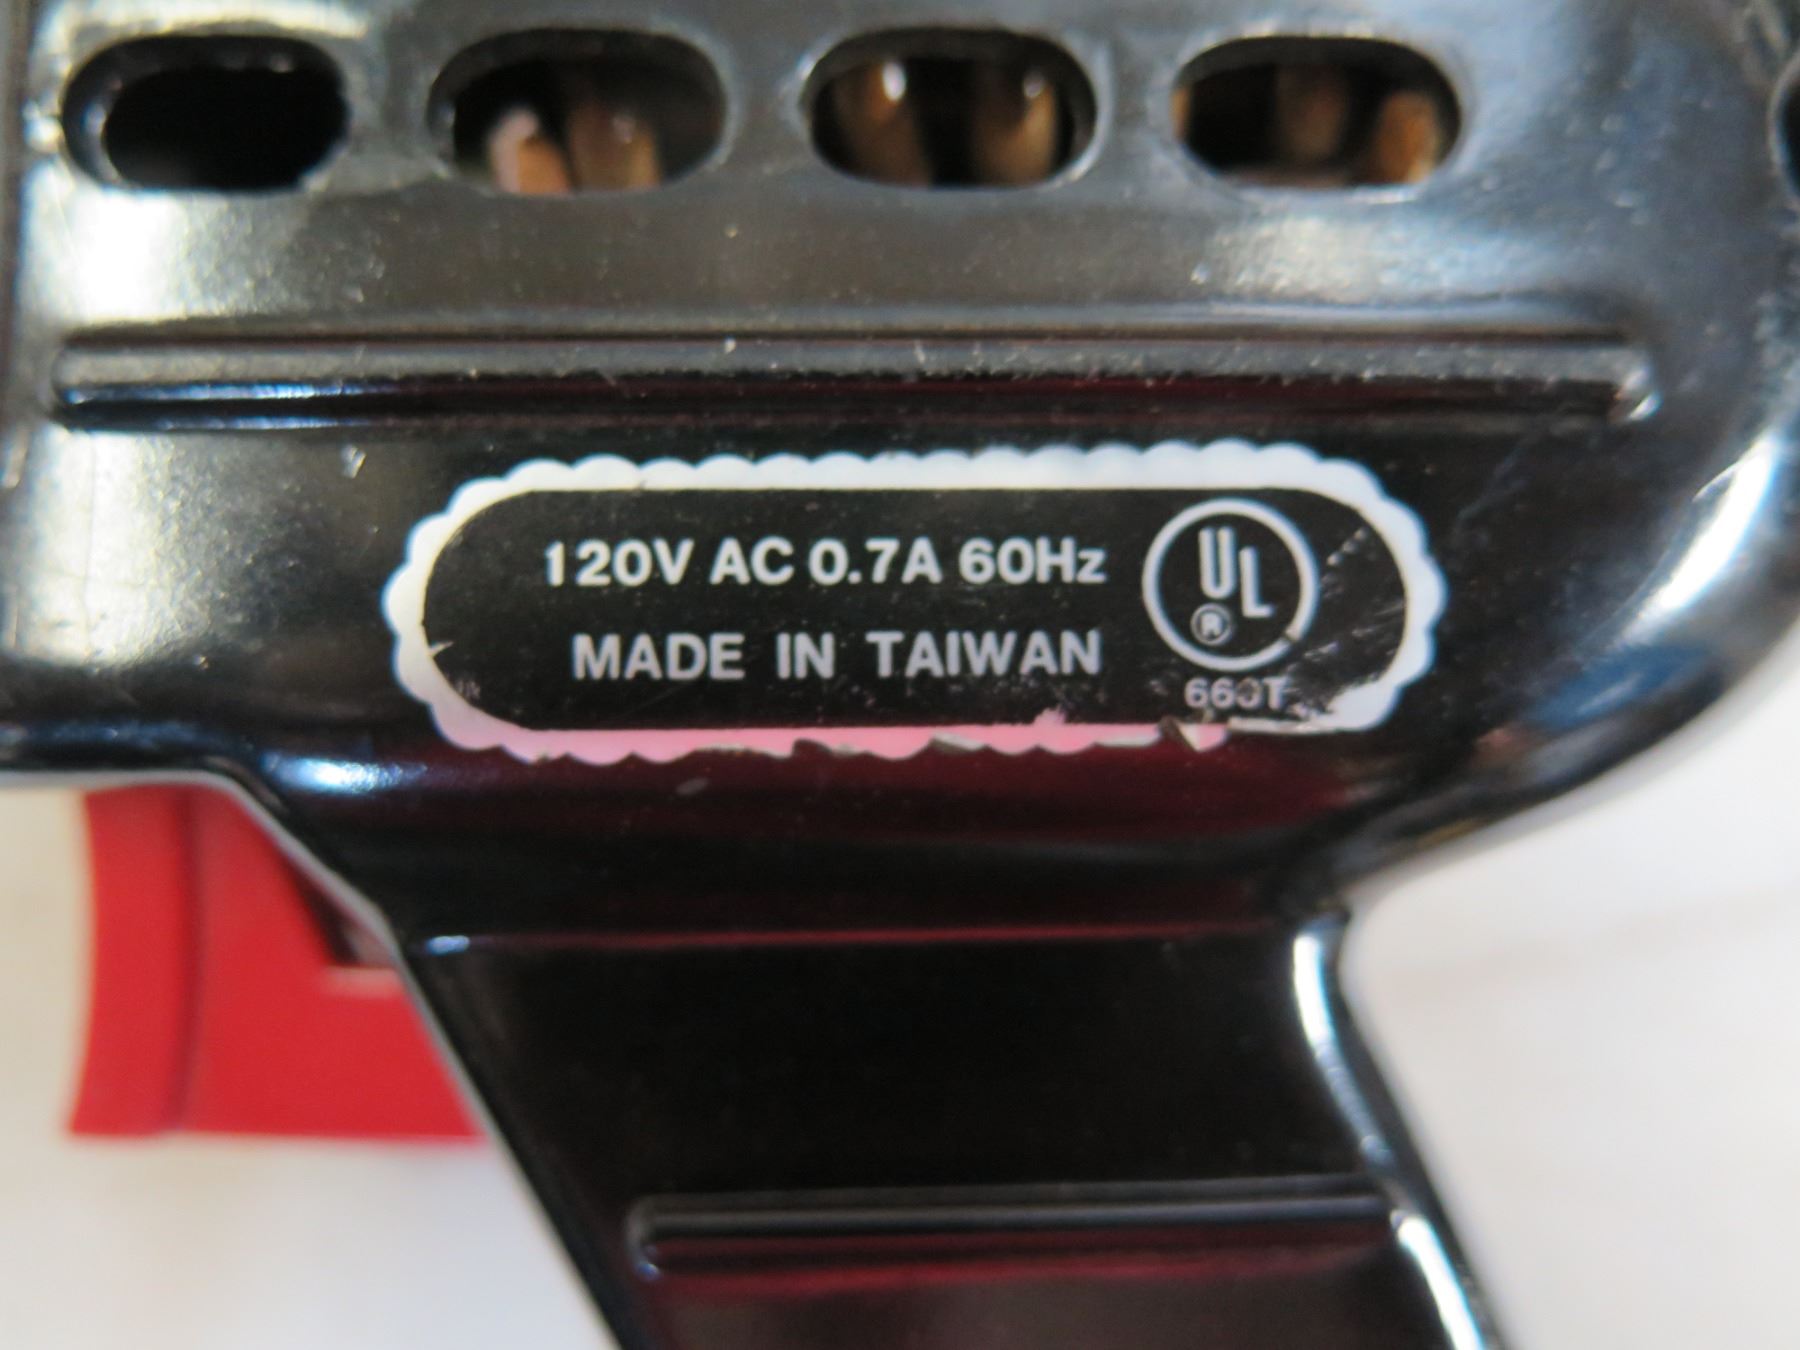 120V AC 0.7A 60Hz
MADE IN TAIWAN
UL
®